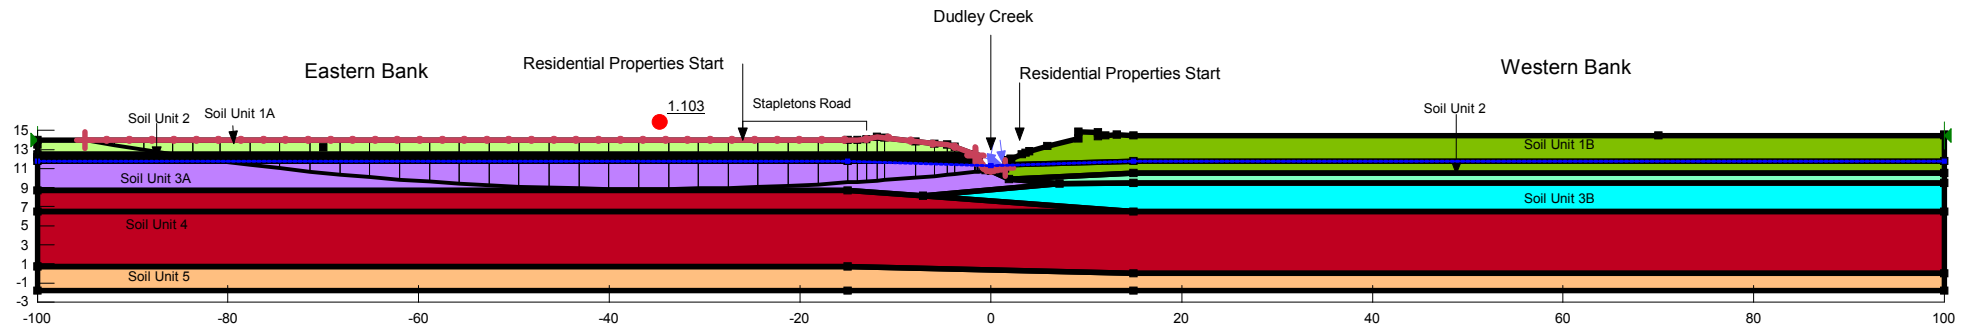 Dudley Creek
Eastern Bank
Residential Properties Start
Residential Properties Start
Western Bank
1.103
Stapletons Road
Soil Unit 2
Soil Unit 1A
Soil Unit 2
Soil Unit 1B
Soil Unit 3A
Soil Unit 3B
Soil Unit 4
Soil Unit 5
15
13
11
9
7
5
3
1
-1
-3
-100
-80
-60
-40
-20
0
20
40
60
80
100